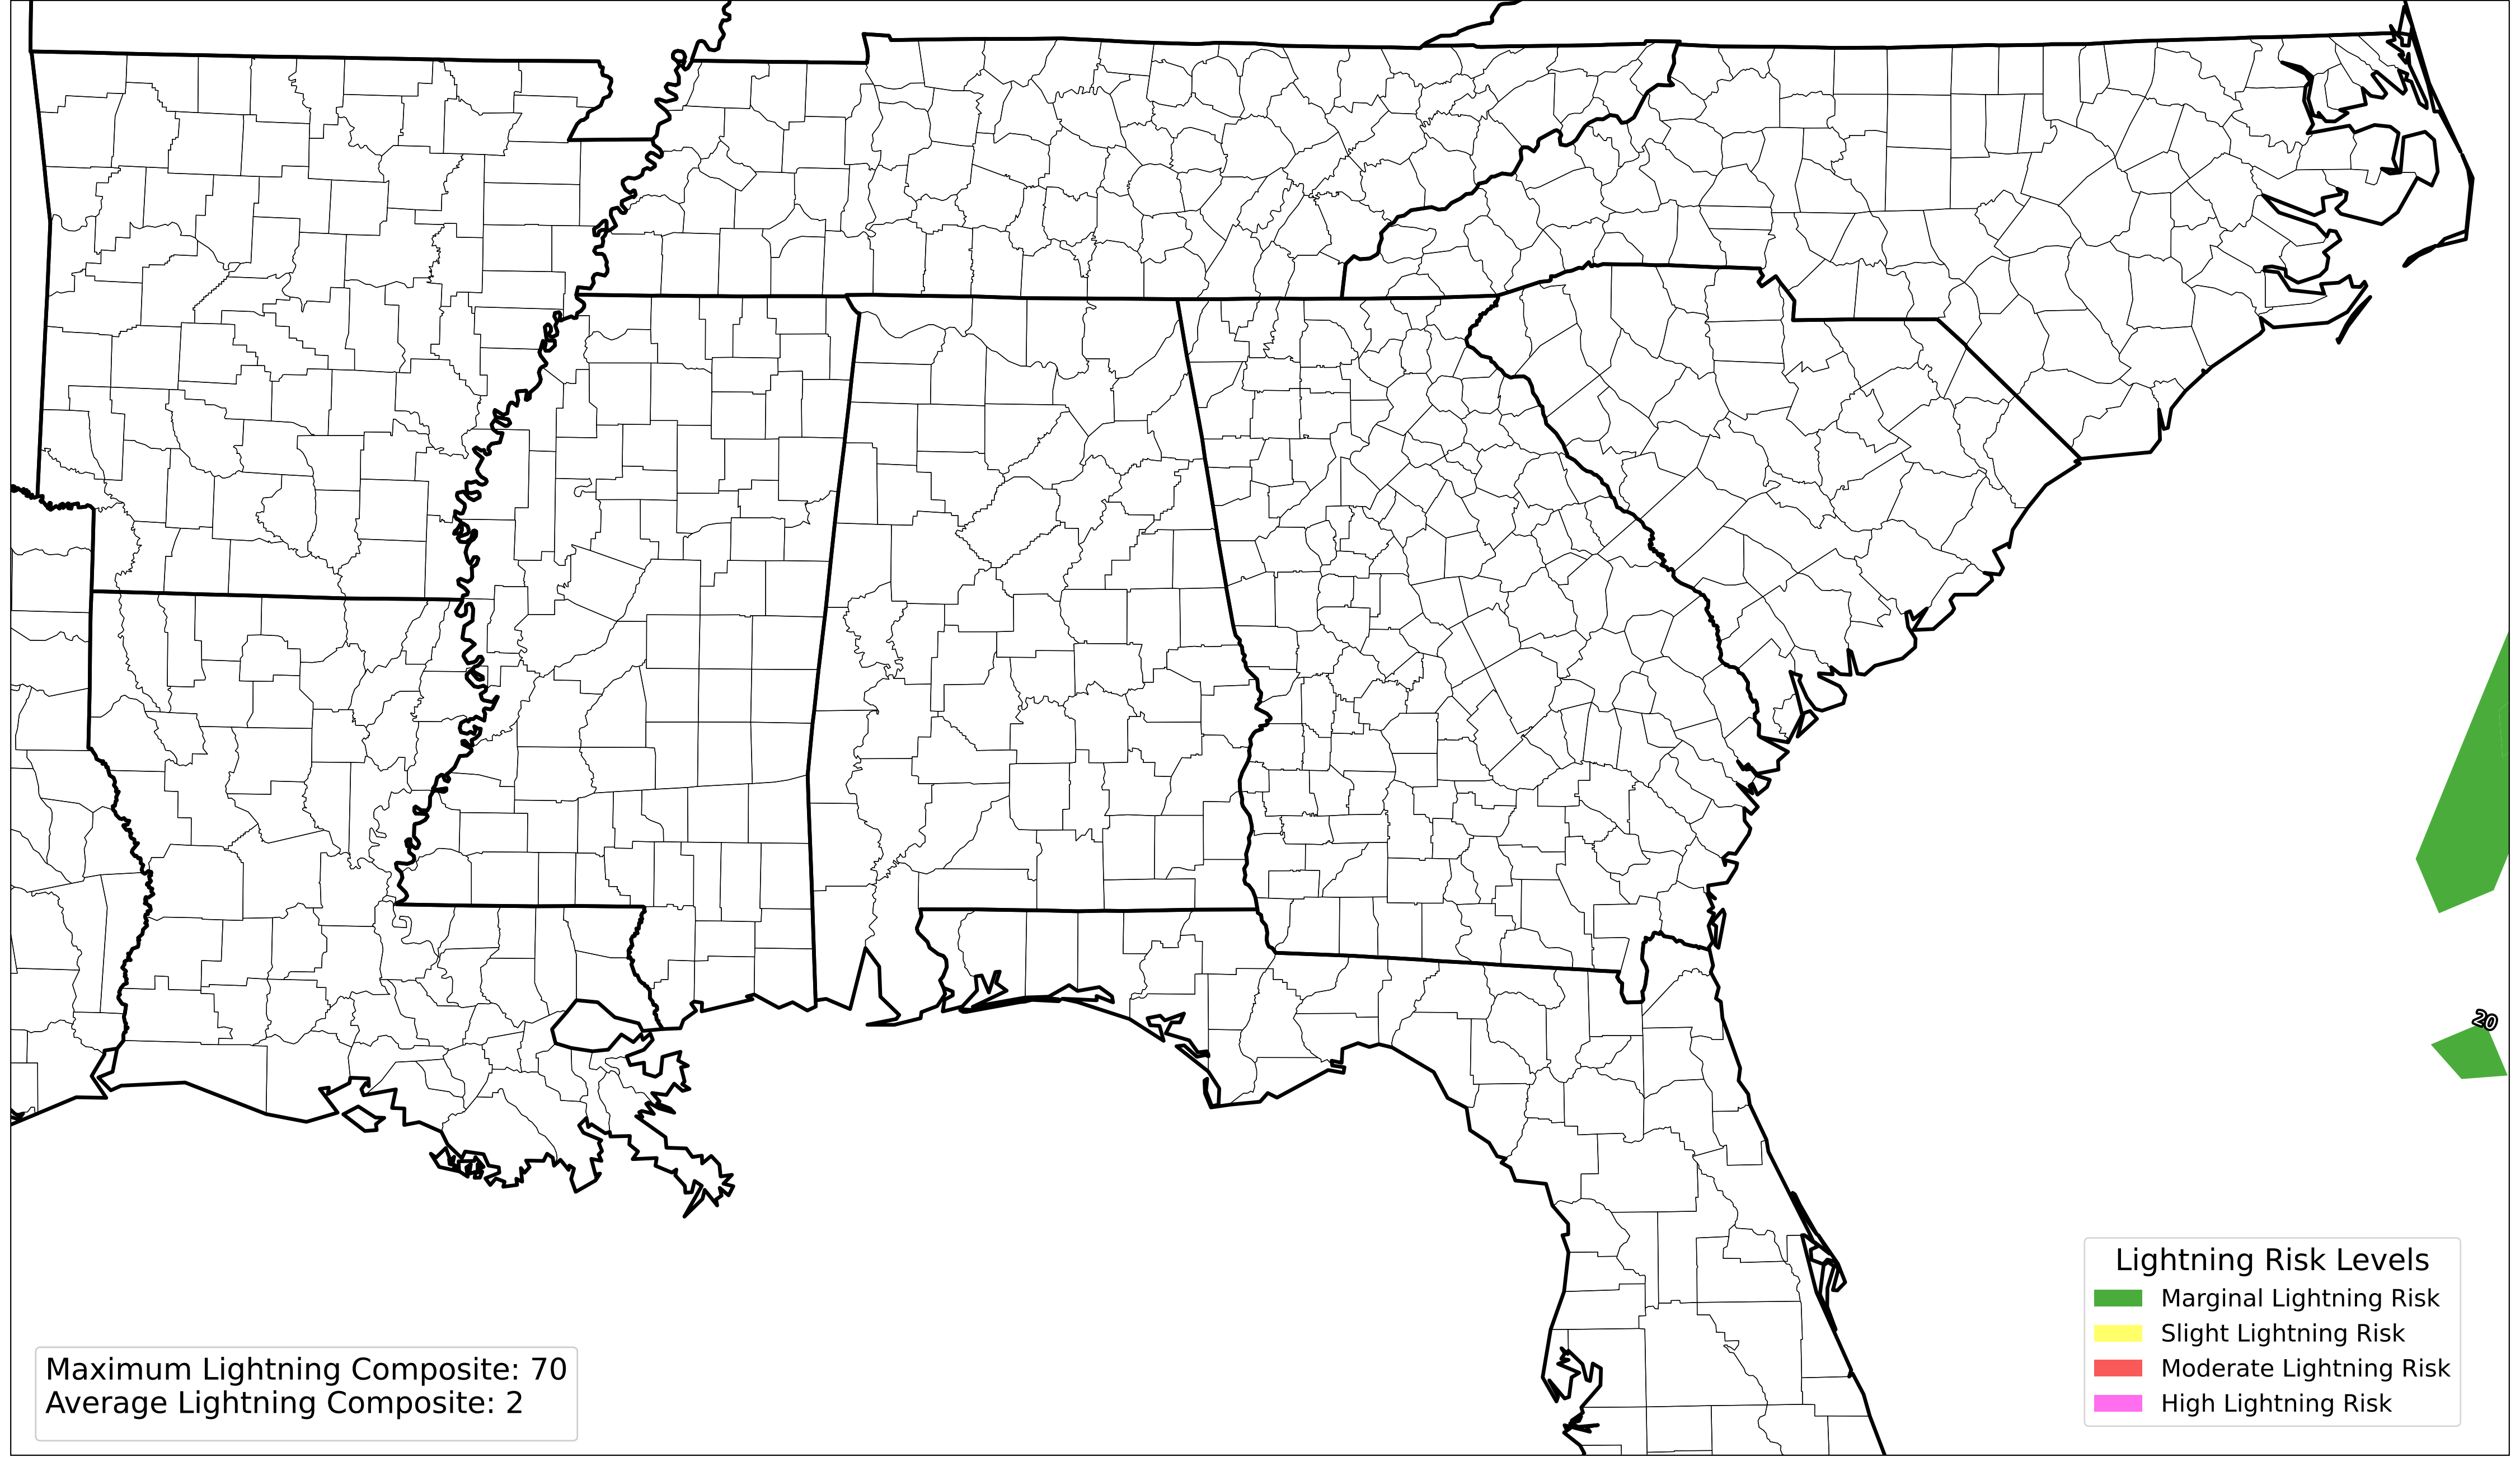 20
Lightning Risk Levels
Marginal Lightning Risk
Slight Lightning Risk
Moderate Lightning Risk
High Lightning Risk
Maximum Lightning Composite: 70
Average Lightning Composite: 2